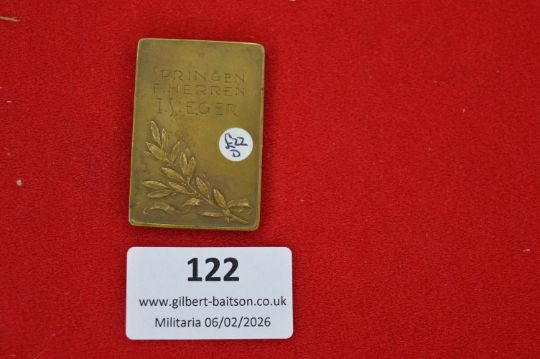 SPRINGEN
F. HERREN
I. SIEGER
£22
D
122
www.gilbert-baitson.co.uk
Militaria 06/02/2026